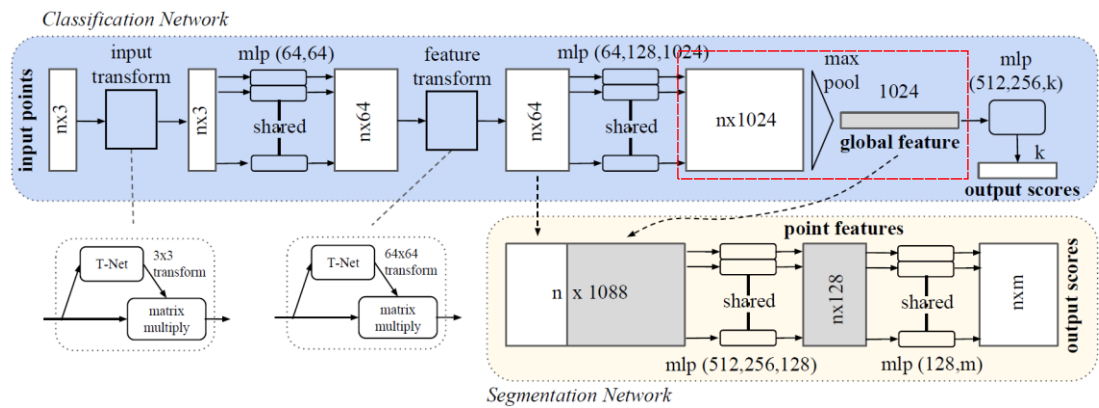 Classification Network
input points
nx3
input
transform
nx3
mlp (64,64)
shared
nx64
feature
transform
nx64
mlp (64,128,1024)
shared
nx1024
max
pool
1024
global feature
mlp
(512,256,k)
k
output scores
T-Net
3x3
transform
matrix
multiply
T-Net
64x64
transform
matrix
multiply
point features
n x 1088
shared
mlp (512,256,128)
nx128
shared
mlp (128,m)
nxm
output scores
Segmentation Network